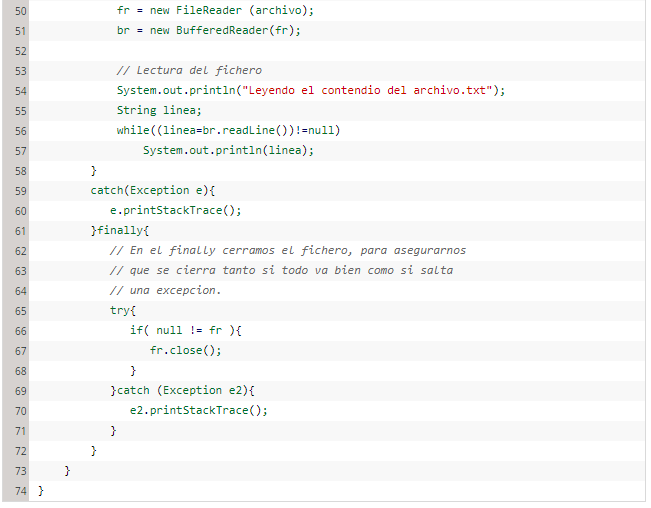 50 fr = new FileReader (archivo);
51 br = new BufferedReader(fr);
52
53 // Lectura del fichero
54 System.out.println("Leyendo el contendio del archivo.txt");
55 String linea;
56 while((linea=br.readLine())!=null)
57 System.out.println(linea);
58 }
59 catch(Exception e){
60 e.printStackTrace();
61 }finally{
62 // En el finally cerramos el fichero, para asegurarnos
63 // que se cierra tanto si todo va bien como si salta
64 // una excepcion.
65 try{
66 if( null != fr ){
67 fr.close();
68 }
69 }catch (Exception e2){
70 e2.printStackTrace();
71 }
72 }
73 }
74 }